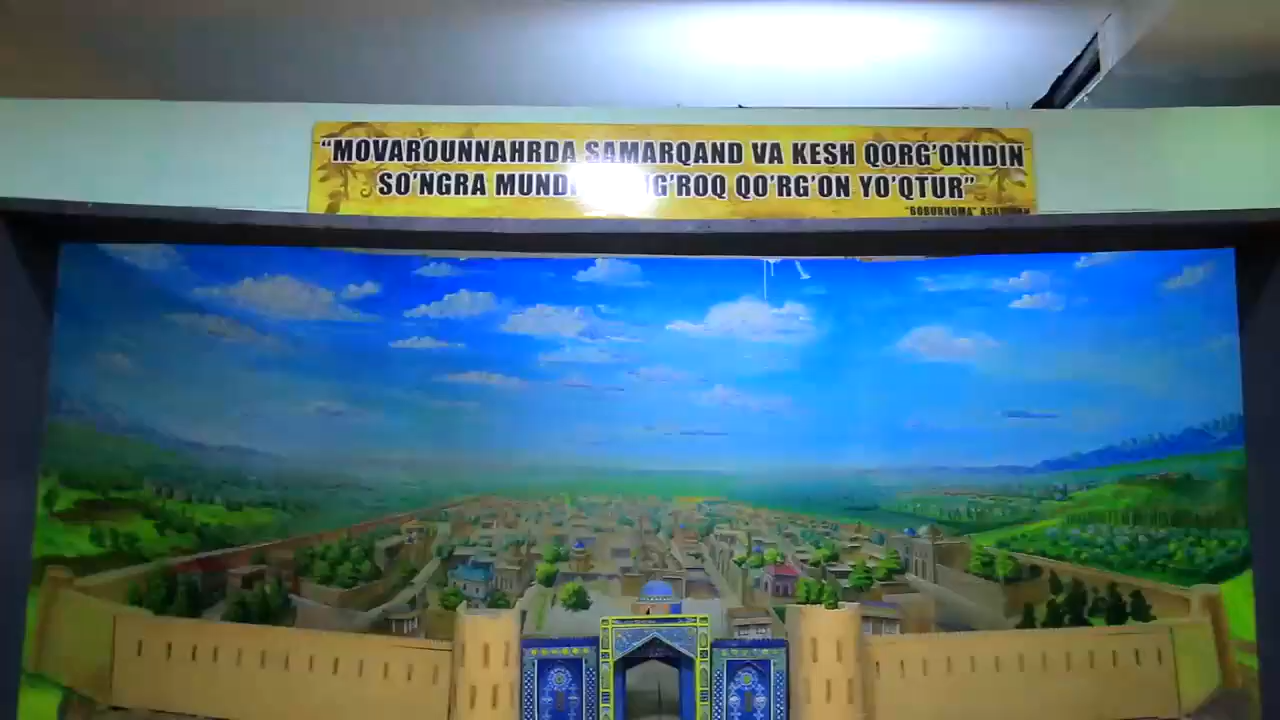 “MOVAROUNNAHRDA SAMARQAND VA KESH QORG’ONIDIN
SO’NGRA QO’RG’ON YO’QTUR”
“BOBURNOMA”